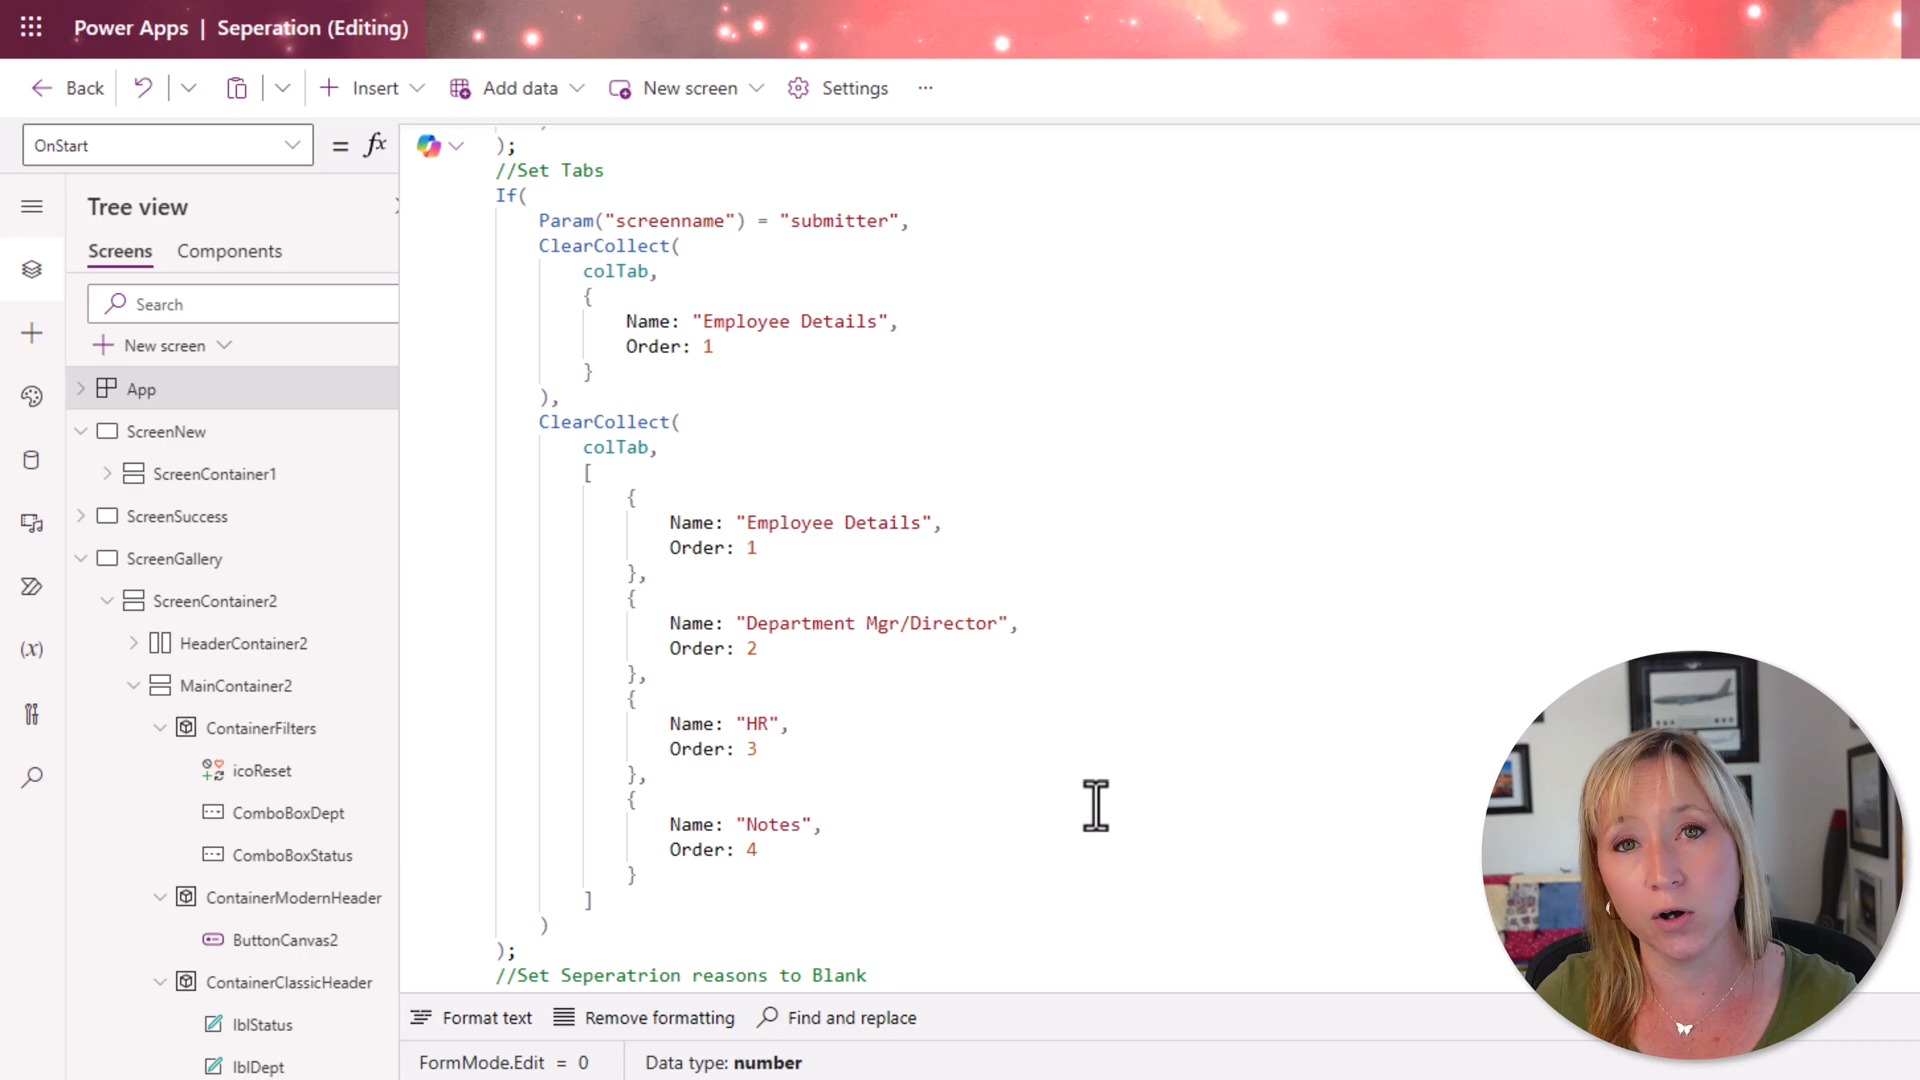 Power Apps | Seperation (Editing)
Back Insert Add data New screen Settings ...
OnStart = fx
Tree view
Screens Components
Search
New screen
App
ScreenNew
ScreenContainer1
ScreenSuccess
ScreenGallery
ScreenContainer2
HeaderContainer2
MainContainer2
ContainerFilters
icoReset
ComboBoxDept
ComboBoxStatus
ContainerModernHeader
ButtonCanvas2
ContainerClassicHeader
lblStatus
lblDept
);
//Set Tabs
If(
Param("screenname") = "submitter",
ClearCollect(
colTab,
{
Name: "Employee Details",
Order: 1
}
),
ClearCollect(
colTab,
[
{
Name: "Employee Details",
Order: 1
},
{
Name: "Department Mgr/Director",
Order: 2
},
{
Name: "HR",
Order: 3
},
{
Name: "Notes",
Order: 4
}
]
)
);
//Set Seperatrion reasons to Blank
Format text Remove formatting Find and replace
FormMode.Edit = 0 Data type: number